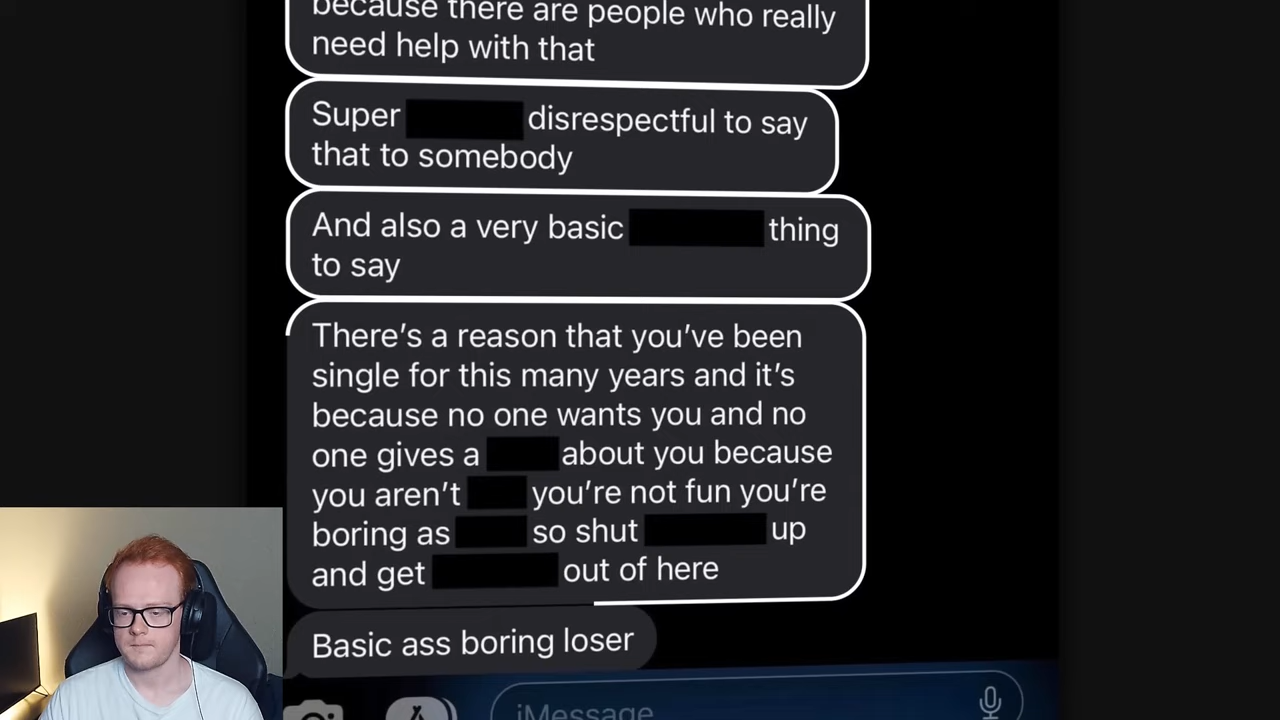 because there are people who really
need help with that
Super disrespectful to say
that to somebody
And also a very basic thing
to say
There's a reason that you've been
single for this many years and it's
because no one wants you and no
one gives a about you because
you aren't you're not fun you're
boring as so shut up
and get out of here
Basic ass boring loser
iMessage